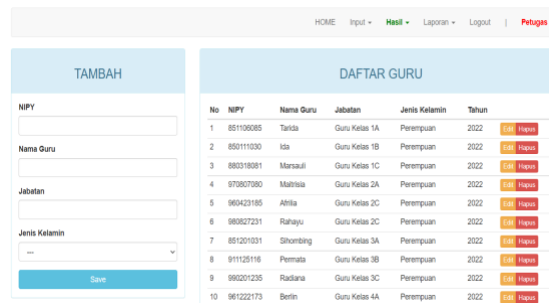 HOME Input Hasil Laporan Logout | Petugas
TAMBAH
NIPY
Nama Guru
Jabatan
Jenis Kelamin
---
Save
DAFTAR GURU
No NIPY Nama Guru Jabatan Jenis Kelamin Tahun
1 851106085 Tarida Guru Kelas 1A Perempuan 2022 Edit Hapus
2 850111030 Ida Guru Kelas 1B Perempuan 2022 Edit Hapus
3 880318081 Marsauli Guru Kelas 1C Perempuan 2022 Edit Hapus
4 970807080 Maltrisia Guru Kelas 2A Perempuan 2022 Edit Hapus
5 960423185 Afrilia Guru Kelas 2C Perempuan 2022 Edit Hapus
6 980827231 Rahayu Guru Kelas 2C Perempuan 2022 Edit Hapus
7 851201031 Sihombing Guru Kelas 3A Perempuan 2022 Edit Hapus
8 911125116 Permata Guru Kelas 3B Perempuan 2022 Edit Hapus
9 990201235 Radiana Guru Kelas 3C Perempuan 2022 Edit Hapus
10 961222173 Berlin Guru Kelas 4A Perempuan 2022 Edit Hapus